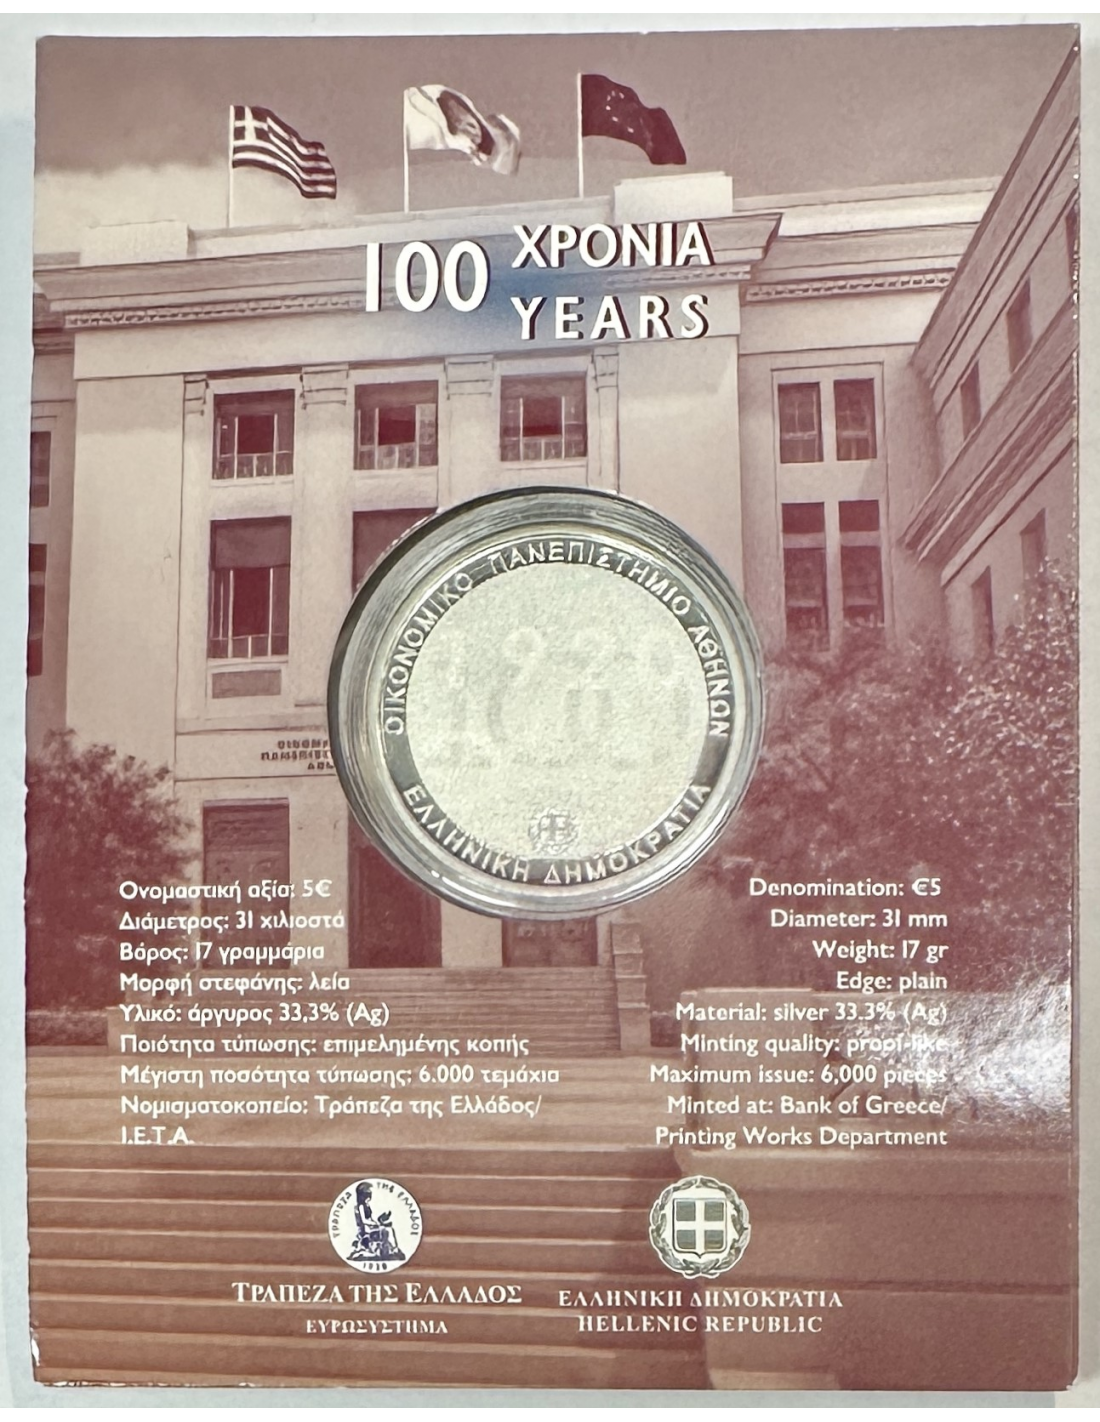 100 ΧΡΟΝΙΑ
YEARS
ΟΙΚΟΝΟΜΙΚΟ ΠΑΝΕΠΙΣΤΗΜΙΟ ΑΘΗΝΩΝ
ΕΛΛΗΝΙΚΗ ΔΗΜΟΚΡΑΤΙΑ
Ονομαστική αξία: 5€
Διάμετρος: 31 χιλιοστά
Βάρος: 17 γραμμάρια
Μορφή στεφάνης: λεία
Υλικό: άργυρος 33,3% (Ag)
Ποιότητα τύπωσης: επιμελημένης κοπής
Μέγιστη ποσότητα τύπωσης: 6.000 τεμάχια
Νομισματοκοπείο: Τράπεζα της Ελλάδος/
Ι.Ε.Τ.Α.
Denomination: €5
Diameter: 31 mm
Weight: 17 gr
Edge: plain
Material: silver 33.3% (Ag)
Minting quality: proof-like
Maximum issue: 6,000 pieces
Minted at: Bank of Greece/
Printing Works Department
ΤΡΑΠΕΖΑ ΤΗΣ ΕΛΛΑΔΟΣ
1928
ΤΡΑΠΕΖΑ ΤΗΣ ΕΛΛΑΔΟΣ
ΕΥΡΩΣΥΣΤΗΜΑ
ΕΛΛΗΝΙΚΗ ΔΗΜΟΚΡΑΤΙΑ
HELLENIC REPUBLIC